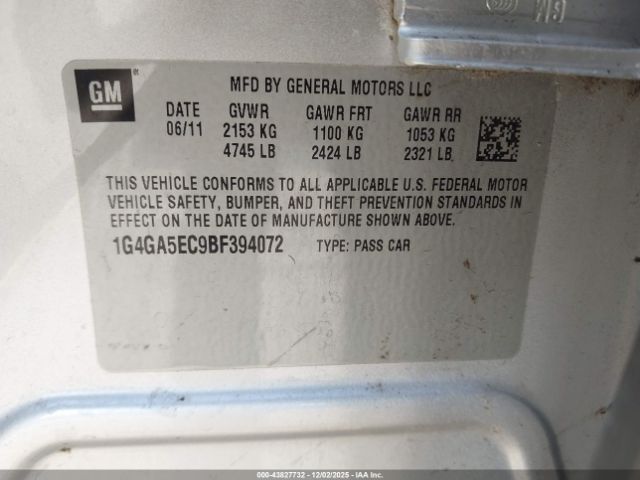 GM
GM
MFD BY GENERAL MOTORS LLC
DATE GVWR GAWR FRT GAWR RR
06/11 2153 KG 1100 KG 1053 KG
4745 LB 2424 LB 2321 LB
THIS VEHICLE CONFORMS TO ALL APPLICABLE U.S. FEDERAL MOTOR
VEHICLE SAFETY, BUMPER, AND THEFT PREVENTION STANDARDS IN
EFFECT ON THE DATE OF MANUFACTURE SHOWN ABOVE.
1G4GA5EC9BF394072 TYPE: PASS CAR
000-43827732 - 12/02/2025 - IAAI.COM